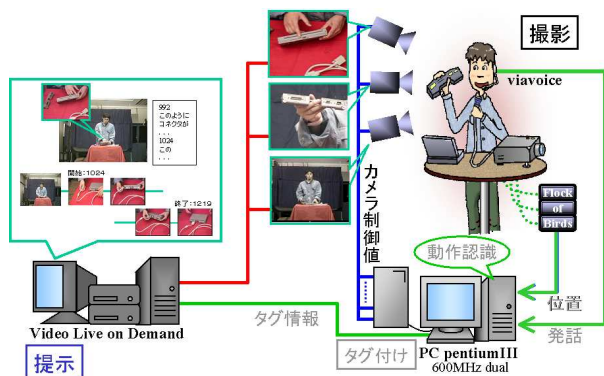 撮影
viavoice
992
このように
コネクタが
...
1024
この
...
開始:1024
終了:1219
カメラ制御値
Flock
of
Birds
動作認識
位置
発話
Video Live on Demand
タグ情報
タグ付け
PC pentiumIII
600MHz dual
提示